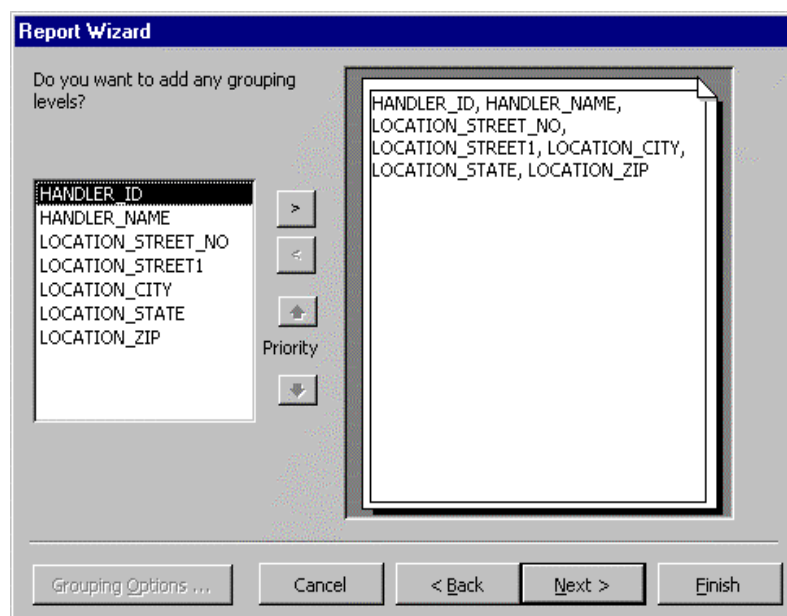 Report Wizard
Do you want to add any grouping
levels?
HANDLER_ID
HANDLER_NAME
LOCATION_STREET_NO
LOCATION_STREET1
LOCATION_CITY
LOCATION_STATE
LOCATION_ZIP
>
<
Priority
HANDLER_ID, HANDLER_NAME,
LOCATION_STREET_NO,
LOCATION_STREET1, LOCATION_CITY,
LOCATION_STATE, LOCATION_ZIP
Grouping Options ...
Cancel
< Back
Next >
Finish